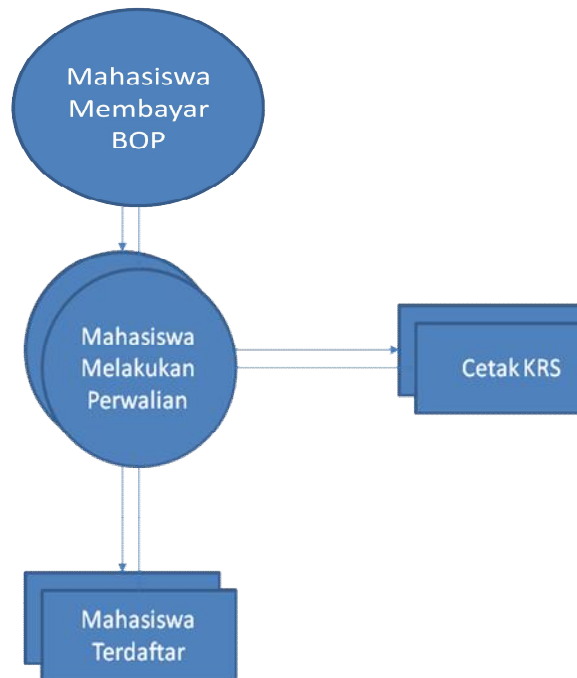 Mahasiswa
Membayar
BOP
Mahasiswa
Melakukan
Perwalian
Cetak KRS
Mahasiswa
Terdaftar